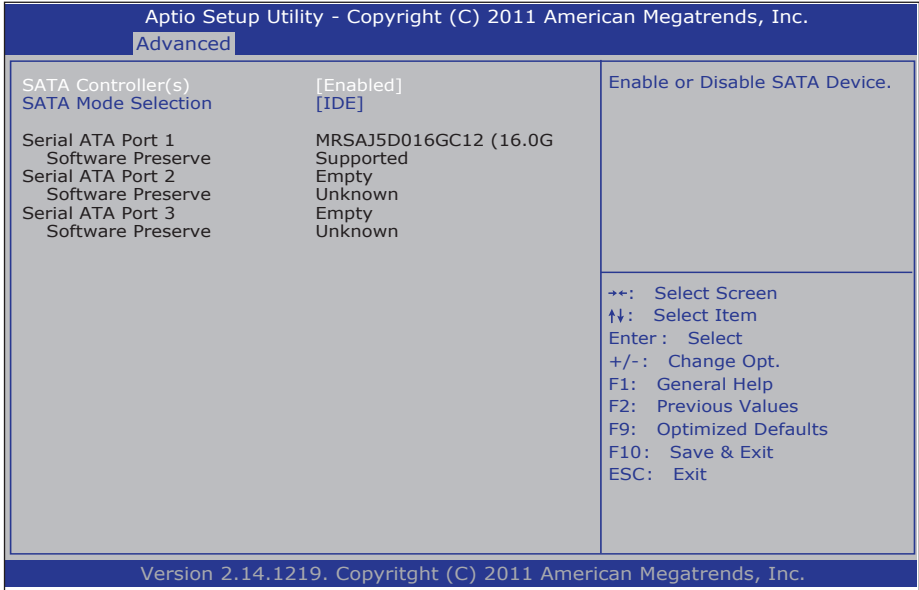 Aptio Setup Utility - Copyright (C) 2011 American Megatrends, Inc.
Advanced
SATA Controller(s) [Enabled]
SATA Mode Selection [IDE]
Serial ATA Port 1 MRSAJ5D016GC12 (16.0G
Software Preserve Supported
Serial ATA Port 2 Empty
Software Preserve Unknown
Serial ATA Port 3 Empty
Software Preserve Unknown
Enable or Disable SATA Device.
→←: Select Screen
↑↓: Select Item
Enter : Select
+/- : Change Opt.
F1: General Help
F2: Previous Values
F9: Optimized Defaults
F10: Save & Exit
ESC: Exit
Version 2.14.1219. Copyritght (C) 2011 American Megatrends, Inc.